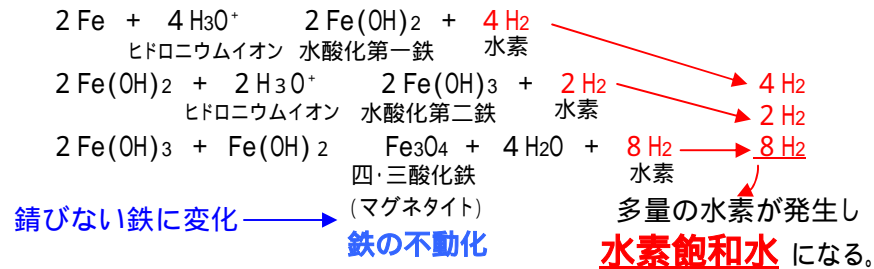 2 Fe + 4 H3O+ 2 Fe(OH)2 + 4 H2
ヒドロニウムイオン 水酸化第一鉄 水素
2 Fe(OH)2 + 2 H3O+ 2 Fe(OH)3 + 2 H2 4 H2
ヒドロニウムイオン 水酸化第二鉄 水素 2 H2
2 Fe(OH)3 + Fe(OH)2 Fe3O4 + 4 H2O + 8 H2 8 H2
四・三酸化鉄 水素
錆びない鉄に変化 (マグネタイト) 多量の水素が発生し
鉄の不動化 水素飽和水 になる。